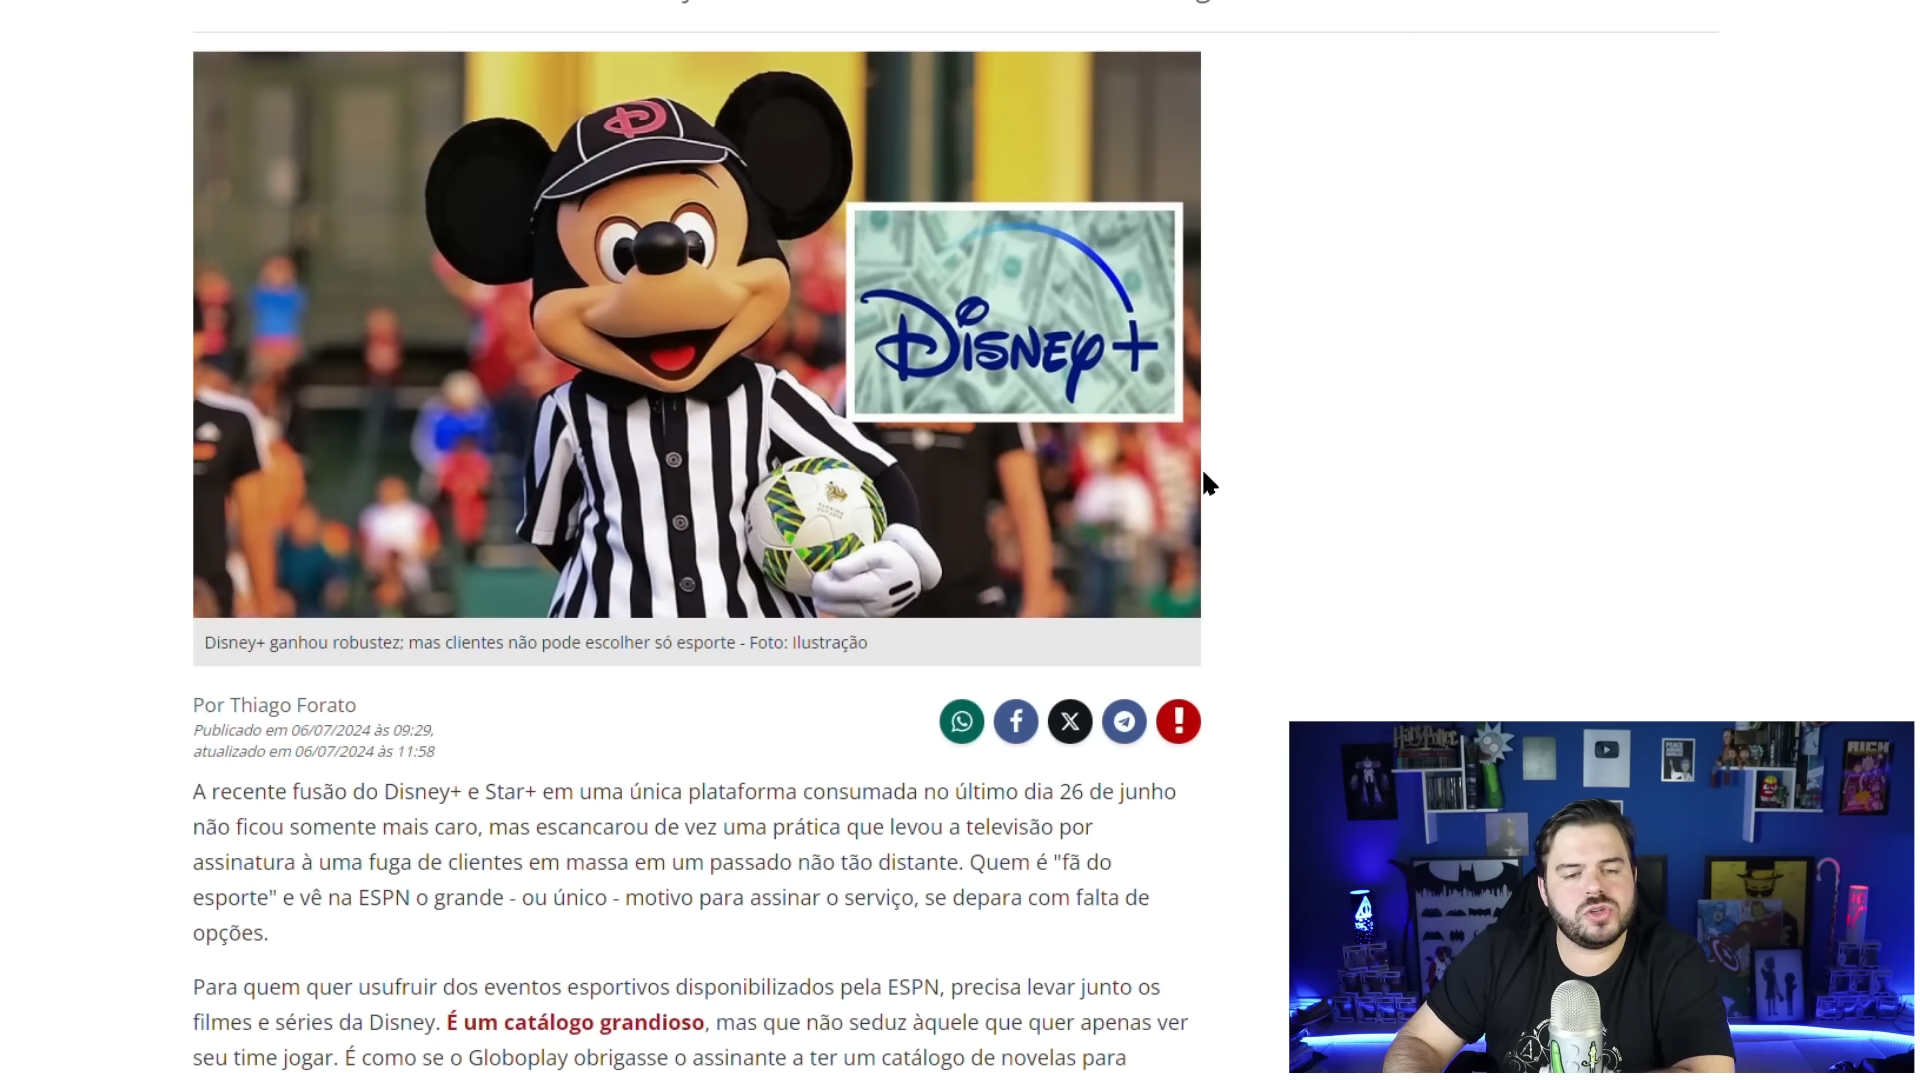 Disney+
Disney+ ganhou robustez; mas clientes não pode escolher só esporte - Foto: Ilustração
Por Thiago Forato
Publicado em 06/07/2024 às 09:29,
atualizado em 06/07/2024 às 11:58
A recente fusão do Disney+ e Star+ em uma única plataforma consumada no último dia 26 de junho
não ficou somente mais caro, mas escancarou de vez uma prática que levou a televisão por
assinatura à uma fuga de clientes em massa em um passado não tão distante. Quem é "fã do
esporte" e vê na ESPN o grande - ou único - motivo para assinar o serviço, se depara com falta de
opções.
Para quem quer usufruir dos eventos esportivos disponibilizados pela ESPN, precisa levar junto os
filmes e séries da Disney. É um catálogo grandioso, mas que não seduz àquele que quer apenas ver
seu time jogar. É como se o Globoplay obrigasse o assinante a ter um catálogo de novelas para
Harry Potter
RICK